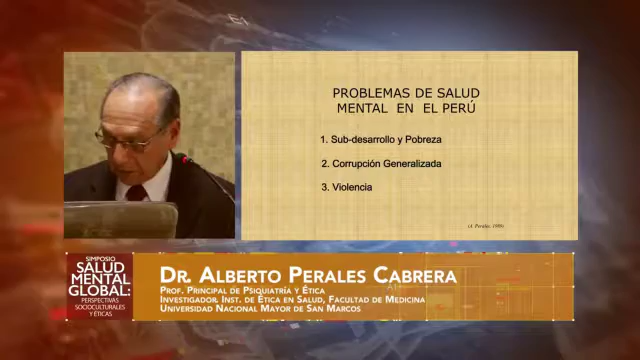 PROBLEMAS DE SALUD
MENTAL EN EL PERÚ
1. Sub-desarrollo y Pobreza
2. Corrupción Generalizada
3. Violencia
(A. Perales, 1989)
SIMPOSIO
SALUD
MENTAL
GLOBAL:
PERSPECTIVAS
SOCIOCULTURALES
Y ÉTICAS
DR. ALBERTO PERALES CABRERA
PROF. PRINCIPAL DE PSIQUIATRÍA Y ÉTICA
INVESTIGADOR. INST. DE ÉTICA EN SALUD, FACULTAD DE MEDICINA
UNIVERSIDAD NACIONAL MAYOR DE SAN MARCOS